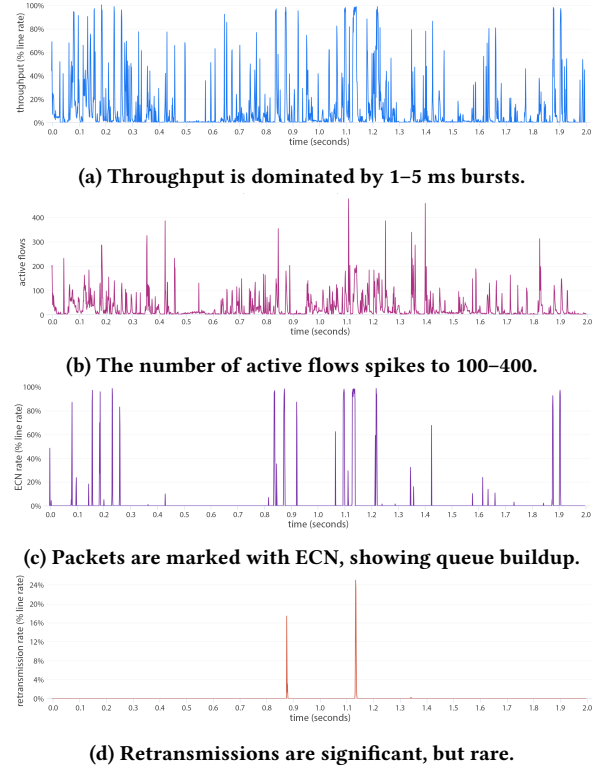 throughput (% line rate)
100%
80%
60%
40%
20%
0%
0.0 0.1 0.2 0.3 0.4 0.5 0.6 0.7 0.8 0.9 1.0 1.1 1.2 1.3 1.4 1.5 1.6 1.7 1.8 1.9 2.0
time (seconds)
(a) Throughput is dominated by 1–5 ms bursts.
active flows
400
300
200
100
0
0.0 0.1 0.2 0.3 0.4 0.5 0.6 0.7 0.8 0.9 1.0 1.1 1.2 1.3 1.4 1.5 1.6 1.7 1.8 1.9 2.0
time (seconds)
(b) The number of active flows spikes to 100–400.
ECN rate (% line rate)
100%
80%
60%
40%
20%
0%
0.0 0.1 0.2 0.3 0.4 0.5 0.6 0.7 0.8 0.9 1.0 1.1 1.2 1.3 1.4 1.5 1.6 1.7 1.8 1.9 2.0
time (seconds)
(c) Packets are marked with ECN, showing queue buildup.
retransmission rate (% line rate)
24%
20%
16%
12%
8%
4%
0%
0.0 0.1 0.2 0.3 0.4 0.5 0.6 0.7 0.8 0.9 1.0 1.1 1.2 1.3 1.4 1.5 1.6 1.7 1.8 1.9 2.0
time (seconds)
(d) Retransmissions are significant, but rare.